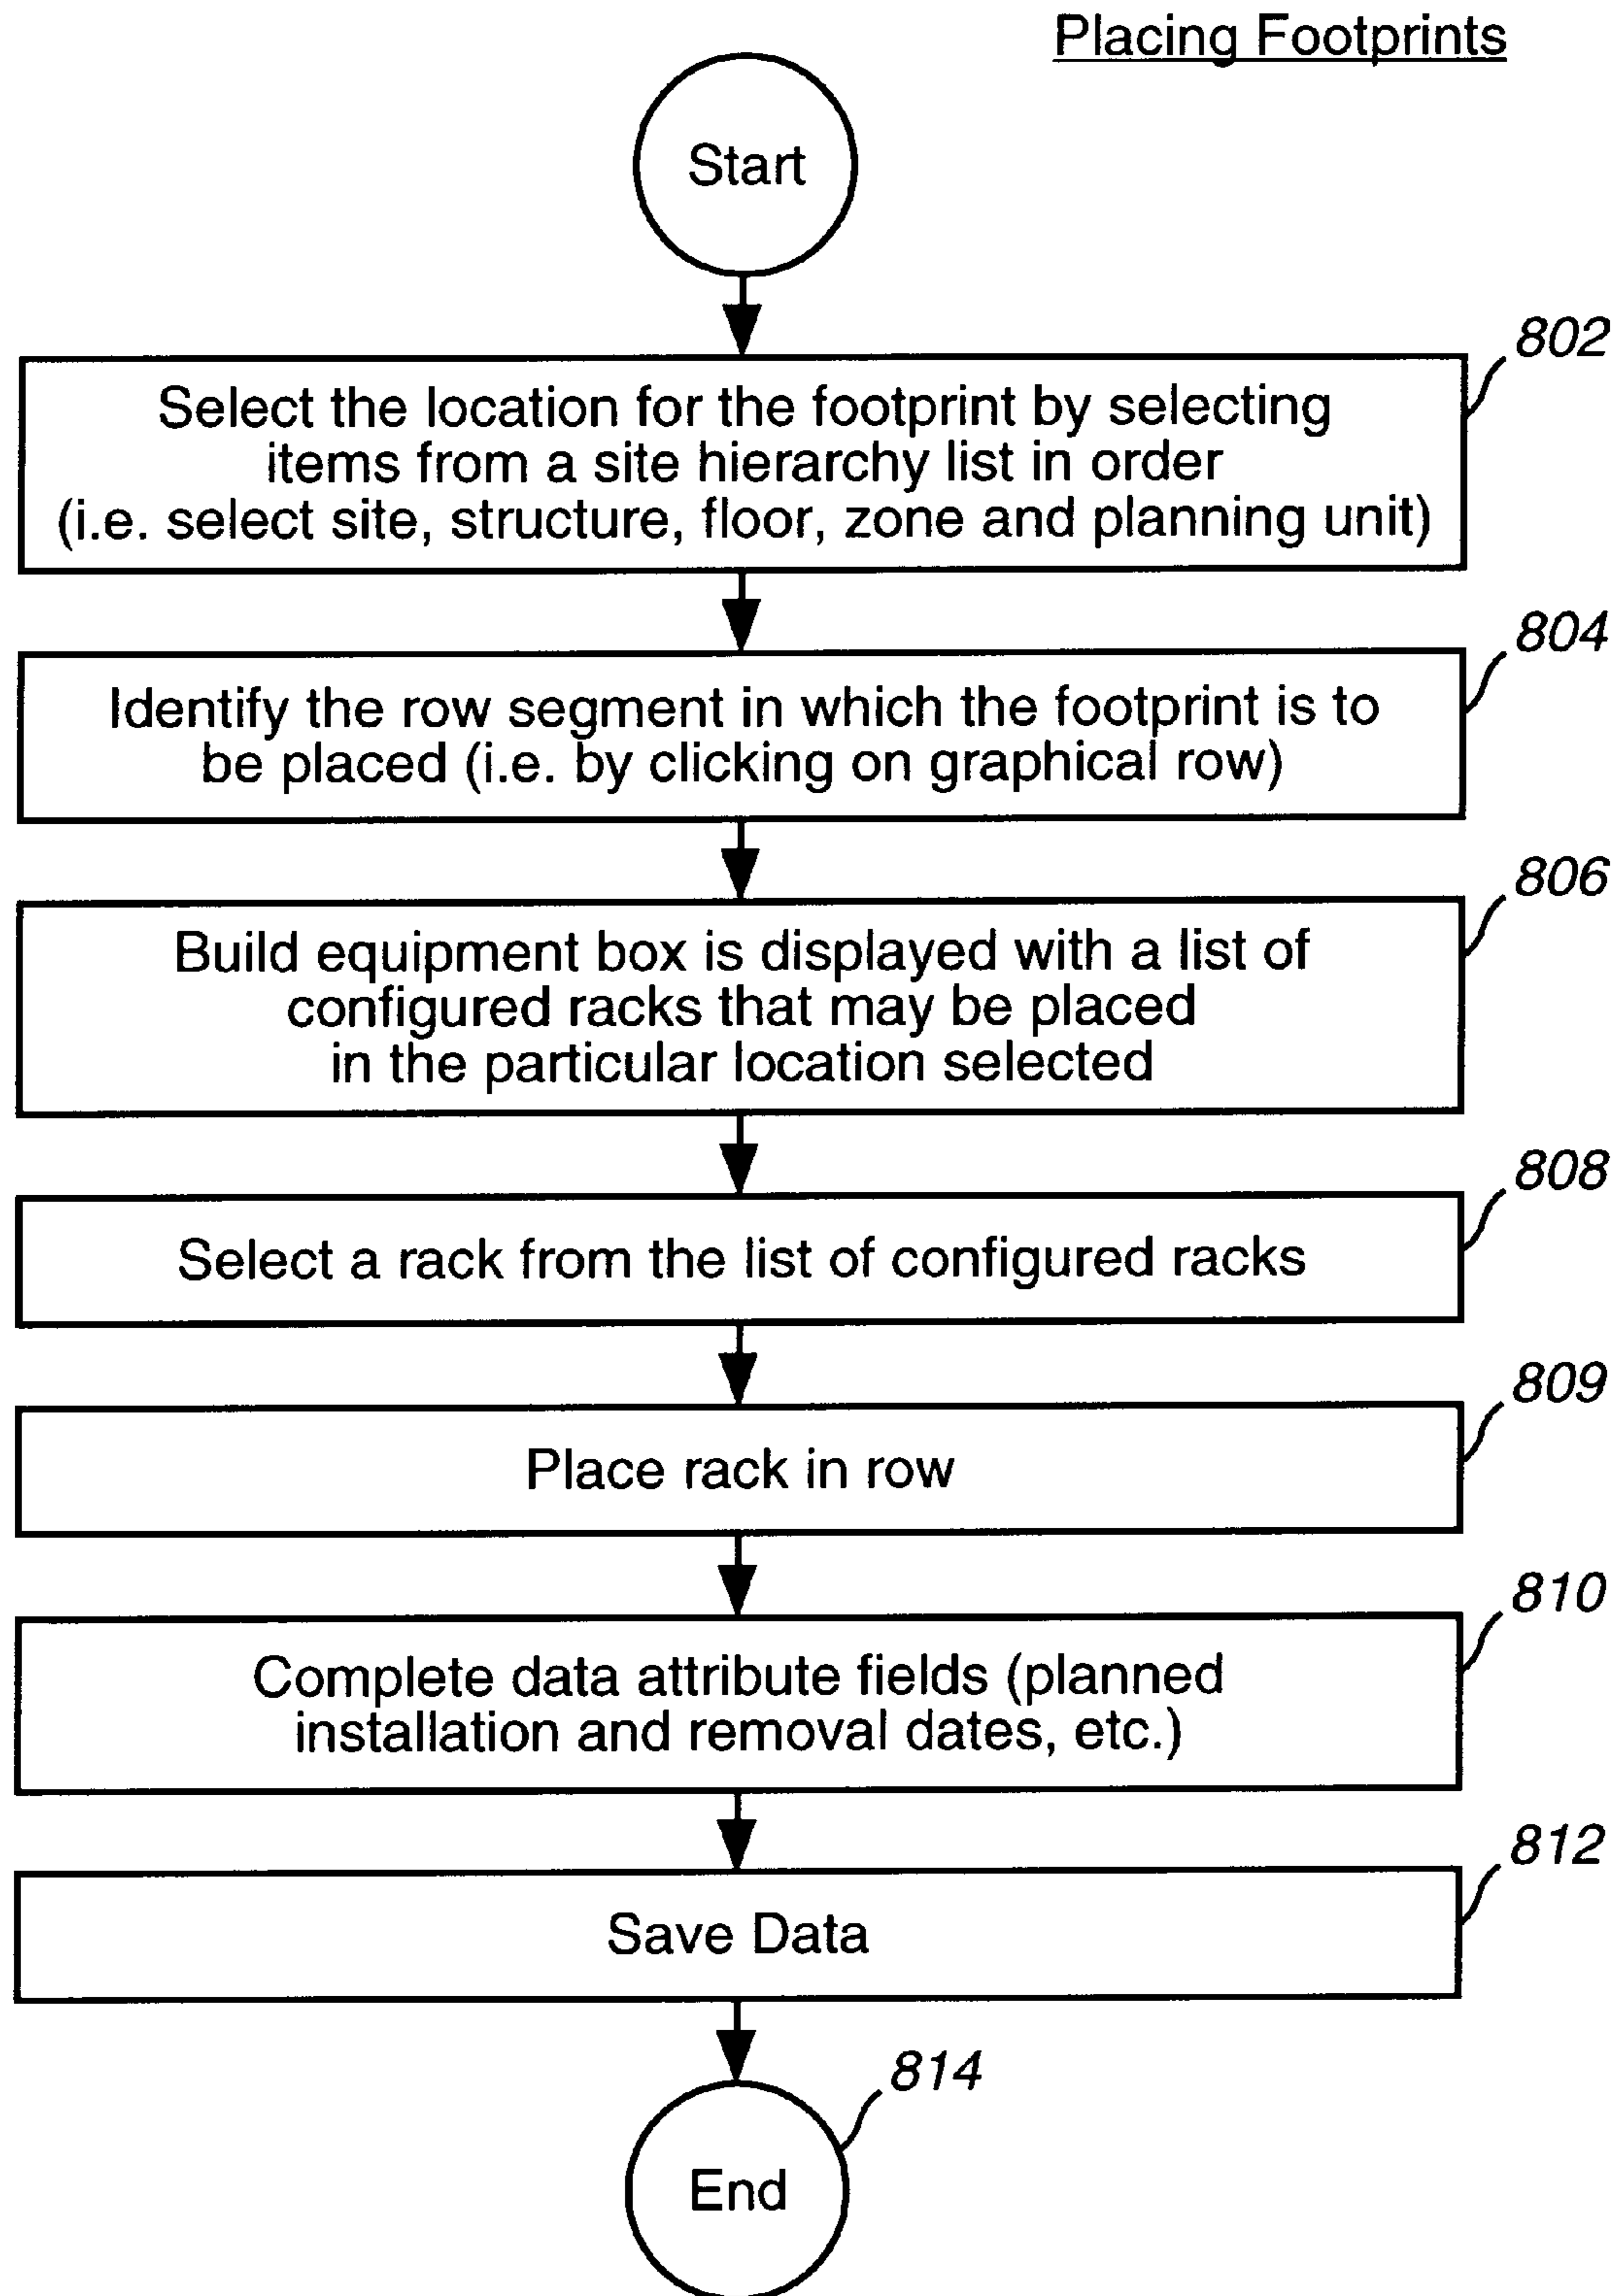 Placing Footprints
Start
802
Select the location for the footprint by selecting
items from a site hierarchy list in order
(i.e. select site, structure, floor, zone and planning unit)
804
Identify the row segment in which the footprint is to
be placed (i.e. by clicking on graphical row)
806
Build equipment box is displayed with a list of
configured racks that may be placed
in the particular location selected
808
Select a rack from the list of configured racks
809
Place rack in row
810
Complete data attribute fields (planned
installation and removal dates, etc.)
812
Save Data
814
End